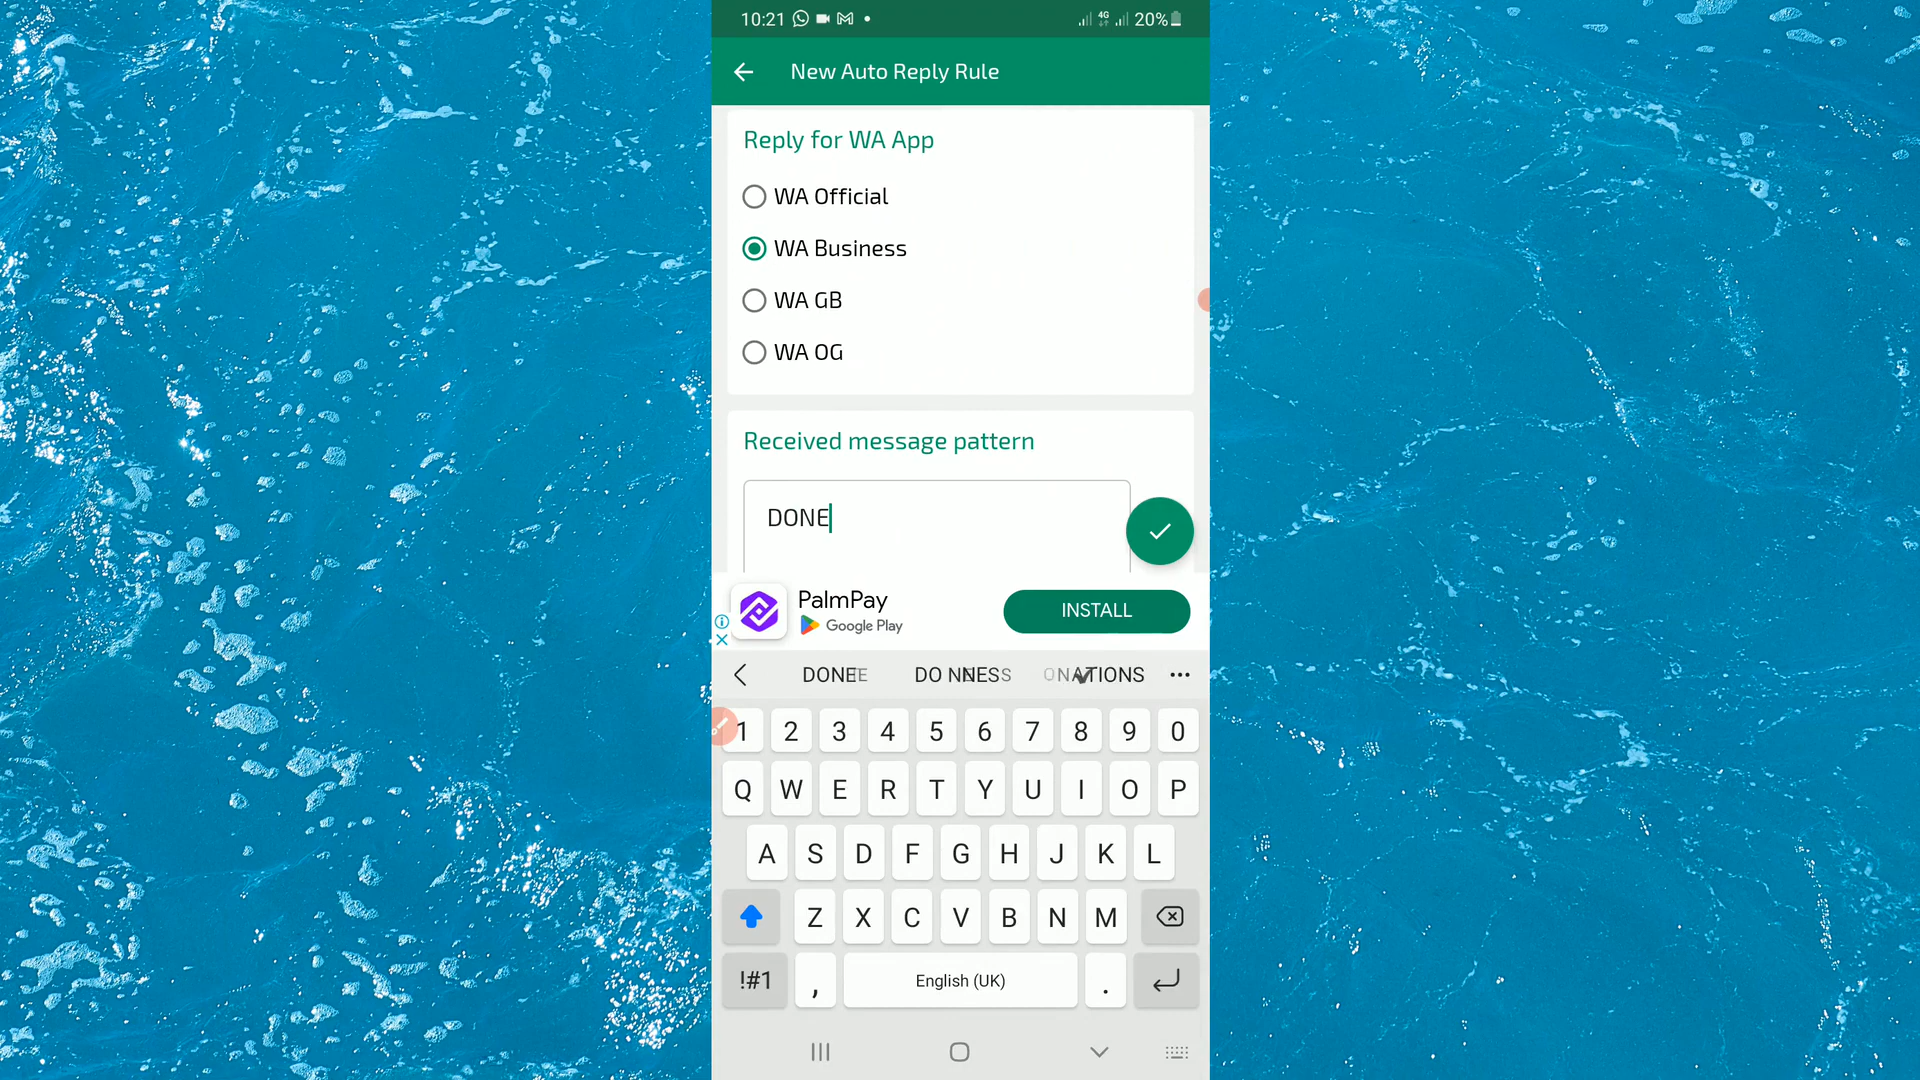 10:21 4G 20%
New Auto Reply Rule
Reply for WA App
WA Official
WA Business
WA GB
WA OG
Received message pattern
DONE
PalmPay
Google Play
INSTALL
DONE
1 2 3 4 5 6 7 8 9 0
Q W E R T Y U I O P
A S D F G H J K L
Z X C V B N M
!#1 , English (UK) .